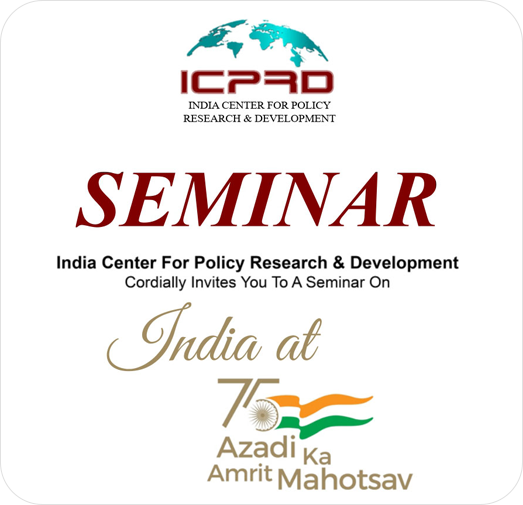 ICPRD
INDIA CENTER FOR POLICY
RESEARCH & DEVELOPMENT
SEMINAR
India Center For Policy Research & Development
Cordially Invites You To A Seminar On
India at
75
Azadi Ka
Amrit Mahotsav